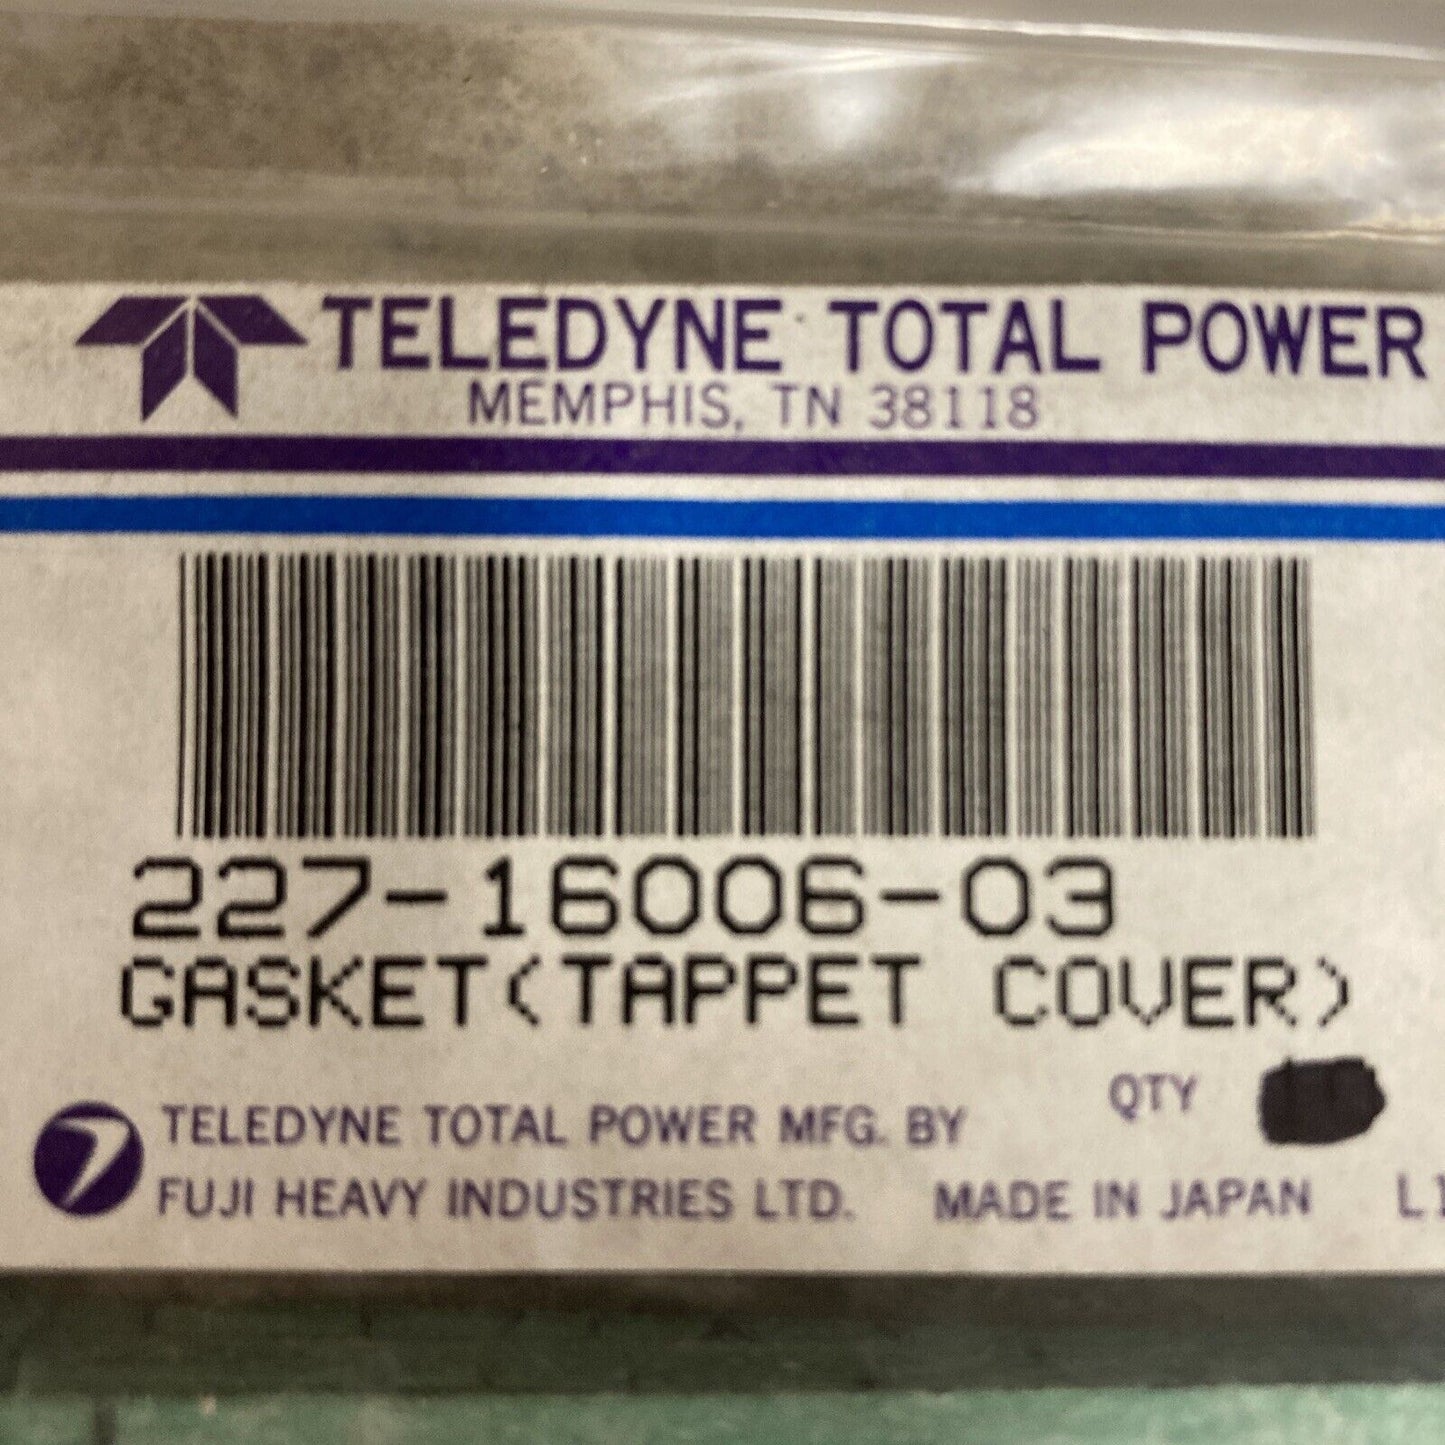 TELEDYNE TOTAL POWER
MEMPHIS, TN 38118
227-16006-03
GASKET(TAPPET COVER)
QTY
TELEDYNE TOTAL POWER MFG. BY
FUJI HEAVY INDUSTRIES LTD. MADE IN JAPAN